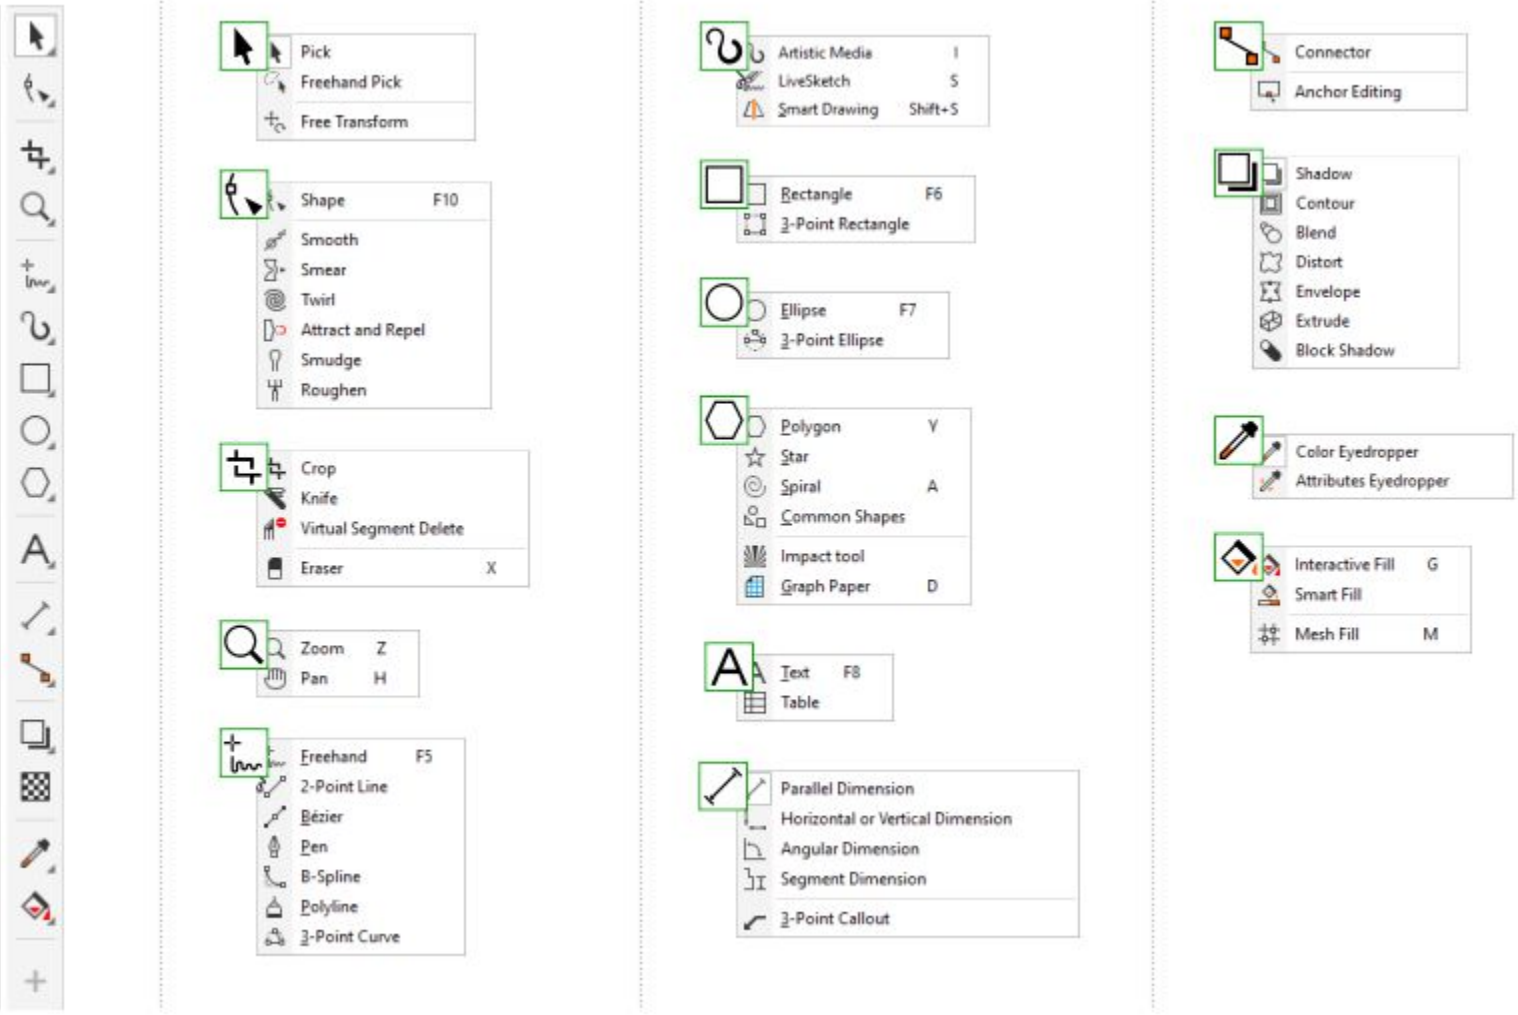 Pick
Freehand Pick
Free Transform
Shape F10
Smooth
Smear
Twirl
Attract and Repel
Smudge
Roughen
Crop
Knife
Virtual Segment Delete
Eraser X
Zoom Z
Pan H
Freehand F5
2-Point Line
Bézier
Pen
B-Spline
Polyline
3-Point Curve
Artistic Media I
LiveSketch S
Smart Drawing Shift+S
Rectangle F6
3-Point Rectangle
Ellipse F7
3-Point Ellipse
Polygon Y
Star
Spiral A
Common Shapes
Impact tool
Graph Paper D
Text F8
Table
Parallel Dimension
Horizontal or Vertical Dimension
Angular Dimension
Segment Dimension
3-Point Callout
Connector
Anchor Editing
Shadow
Contour
Blend
Distort
Envelope
Extrude
Block Shadow
Color Eyedropper
Attributes Eyedropper
Interactive Fill G
Smart Fill
Mesh Fill M